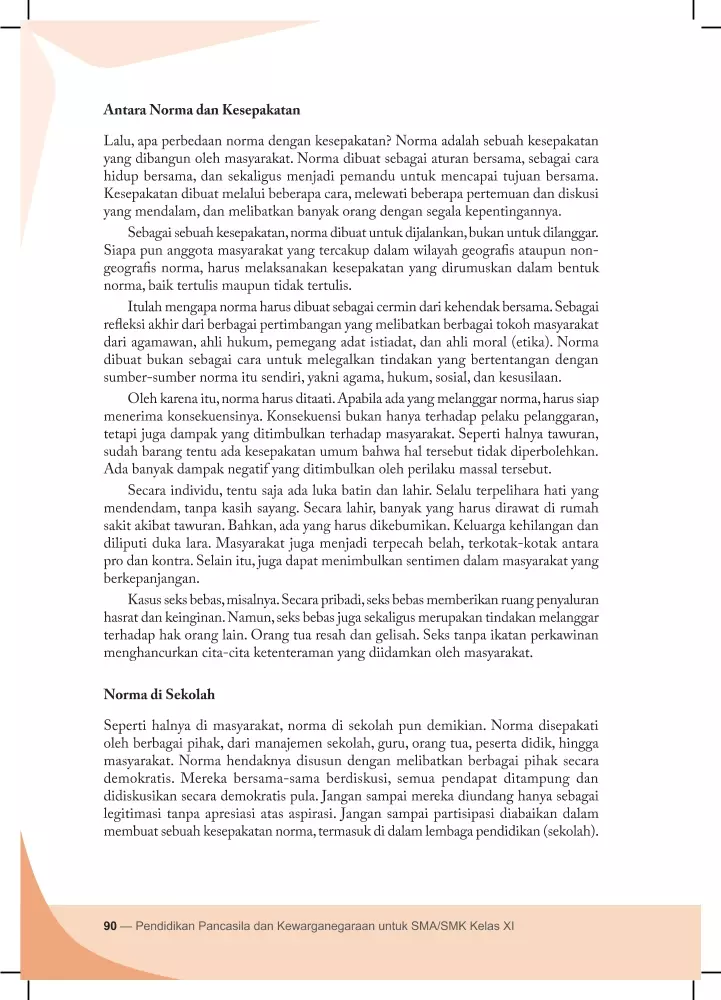 Antara Norma dan Kesepakatan
Lalu, apa perbedaan norma dengan kesepakatan? Norma adalah sebuah kesepakatan
yang dibangun oleh masyarakat. Norma dibuat sebagai aturan bersama, sebagai cara
hidup bersama, dan sekaligus menjadi pemandu untuk mencapai tujuan bersama.
Kesepakatan dibuat melalui beberapa cara, melewati beberapa pertemuan dan diskusi
yang mendalam, dan melibatkan banyak orang dengan segala kepentingannya.
Sebagai sebuah kesepakatan, norma dibuat untuk dijalankan, bukan untuk dilanggar.
Siapa pun anggota masyarakat yang tercakup dalam wilayah geografis ataupun non-
geografis norma, harus melaksanakan kesepakatan yang dirumuskan dalam bentuk
norma, baik tertulis maupun tidak tertulis.
Itulah mengapa norma harus dibuat sebagai cermin dari kehendak bersama. Sebagai
refleksi akhir dari berbagai pertimbangan yang melibatkan berbagai tokoh masyarakat
dari agamawan, ahli hukum, pemegang adat istiadat, dan ahli moral (etika). Norma
dibuat bukan sebagai cara untuk melegalkan tindakan yang bertentangan dengan
sumber-sumber norma itu sendiri, yakni agama, hukum, sosial, dan kesusilaan.
Oleh karena itu, norma harus ditaati. Apabila ada yang melanggar norma, harus siap
menerima konsekuensinya. Konsekuensi bukan hanya terhadap pelaku pelanggaran,
tetapi juga dampak yang ditimbulkan terhadap masyarakat. Seperti halnya tawuran,
sudah barang tentu ada kesepakatan umum bahwa hal tersebut tidak diperbolehkan.
Ada banyak dampak negatif yang ditimbulkan oleh perilaku massal tersebut.
Secara individu, tentu saja ada luka batin dan lahir. Selalu terpelihara hati yang
mendendam, tanpa kasih sayang. Secara lahir, banyak yang harus dirawat di rumah
sakit akibat tawuran. Bahkan, ada yang harus dikebumikan. Keluarga kehilangan dan
diliputi duka lara. Masyarakat juga menjadi terpecah belah, terkotak-kotak antara
pro dan kontra. Selain itu, juga dapat menimbulkan sentimen dalam masyarakat yang
berkepanjangan.
Kasus seks bebas, misalnya. Secara pribadi, seks bebas memberikan ruang penyaluran
hasrat dan keinginan. Namun, seks bebas juga sekaligus merupakan tindakan melanggar
terhadap hak orang lain. Orang tua resah dan gelisah. Seks tanpa ikatan perkawinan
menghancurkan cita-cita ketenteraman yang diidamkan oleh masyarakat.
Norma di Sekolah
Seperti halnya di masyarakat, norma di sekolah pun demikian. Norma disepakati
oleh berbagai pihak, dari manajemen sekolah, guru, orang tua, peserta didik, hingga
masyarakat. Norma hendaknya disusun dengan melibatkan berbagai pihak secara
demokratis. Mereka bersama-sama berdiskusi, semua pendapat ditampung dan
didiskusikan secara demokratis pula. Jangan sampai mereka diundang hanya sebagai
legitimasi tanpa apresiasi atas aspirasi. Jangan sampai partisipasi diabaikan dalam
membuat sebuah kesepakatan norma, termasuk di dalam lembaga pendidikan (sekolah).
90 — Pendidikan Pancasila dan Kewarganegaraan untuk SMA/SMK Kelas XI